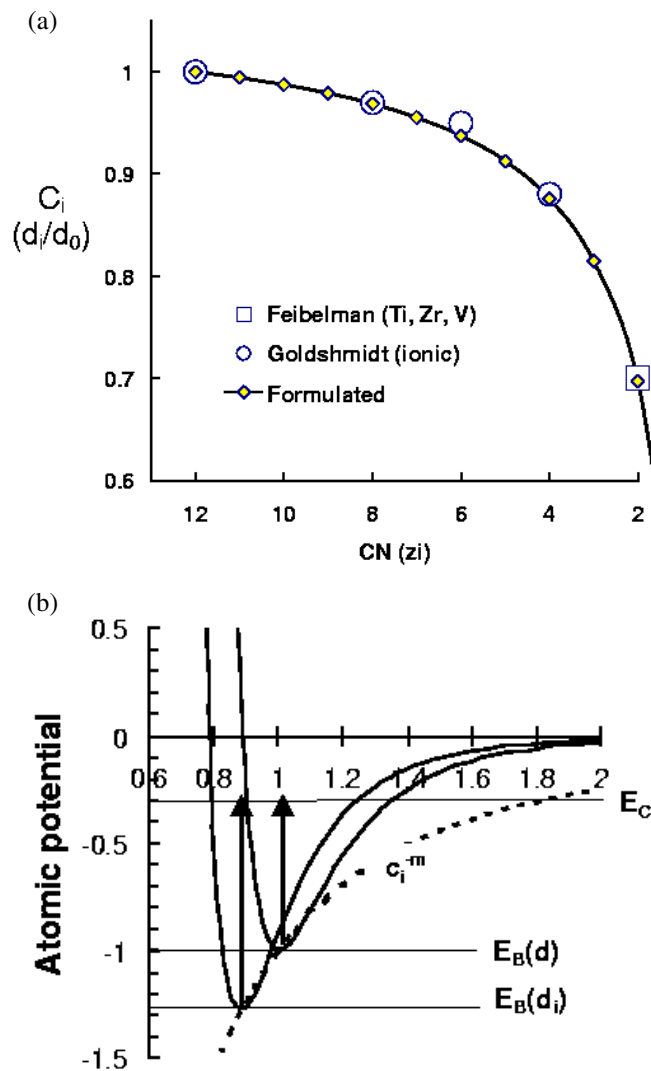 (a)
1
0.9
0.8
0.7
0.6
C_i
(d_i/d_0)
Feibelman (Ti, Zr, V)
Goldshmidt (ionic)
Formulated
12 10 8 6 4 2
CN (zi)
(b)
0.5
0
-0.5
-1
-1.5
Atomic potential
0.6 0.8 1 1.2 1.4 1.6 1.8 2
E_C
c_i^-m
E_B(d)
E_B(d_i)